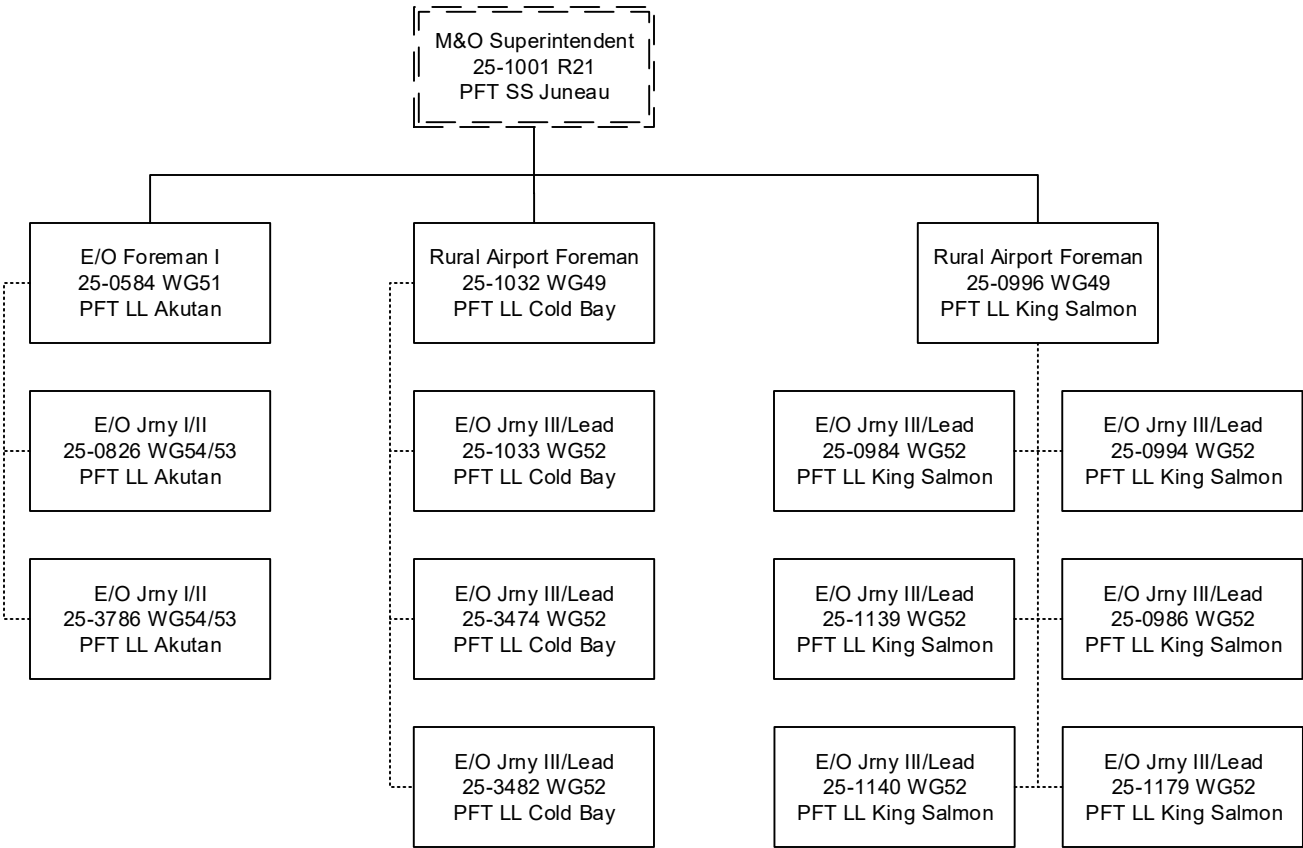 M&O Superintendent
25-1001 R21
PFT SS Juneau
E/O Foreman I
25-0584 WG51
PFT LL Akutan
E/O Jrny I/II
25-0826 WG54/53
PFT LL Akutan
E/O Jrny I/II
25-3786 WG54/53
PFT LL Akutan
Rural Airport Foreman
25-1032 WG49
PFT LL Cold Bay
E/O Jrny III/Lead
25-1033 WG52
PFT LL Cold Bay
E/O Jrny III/Lead
25-3474 WG52
PFT LL Cold Bay
E/O Jrny III/Lead
25-3482 WG52
PFT LL Cold Bay
Rural Airport Foreman
25-0996 WG49
PFT LL King Salmon
E/O Jrny III/Lead
25-0984 WG52
PFT LL King Salmon
E/O Jrny III/Lead
25-0994 WG52
PFT LL King Salmon
E/O Jrny III/Lead
25-1139 WG52
PFT LL King Salmon
E/O Jrny III/Lead
25-0986 WG52
PFT LL King Salmon
E/O Jrny III/Lead
25-1140 WG52
PFT LL King Salmon
E/O Jrny III/Lead
25-1179 WG52
PFT LL King Salmon